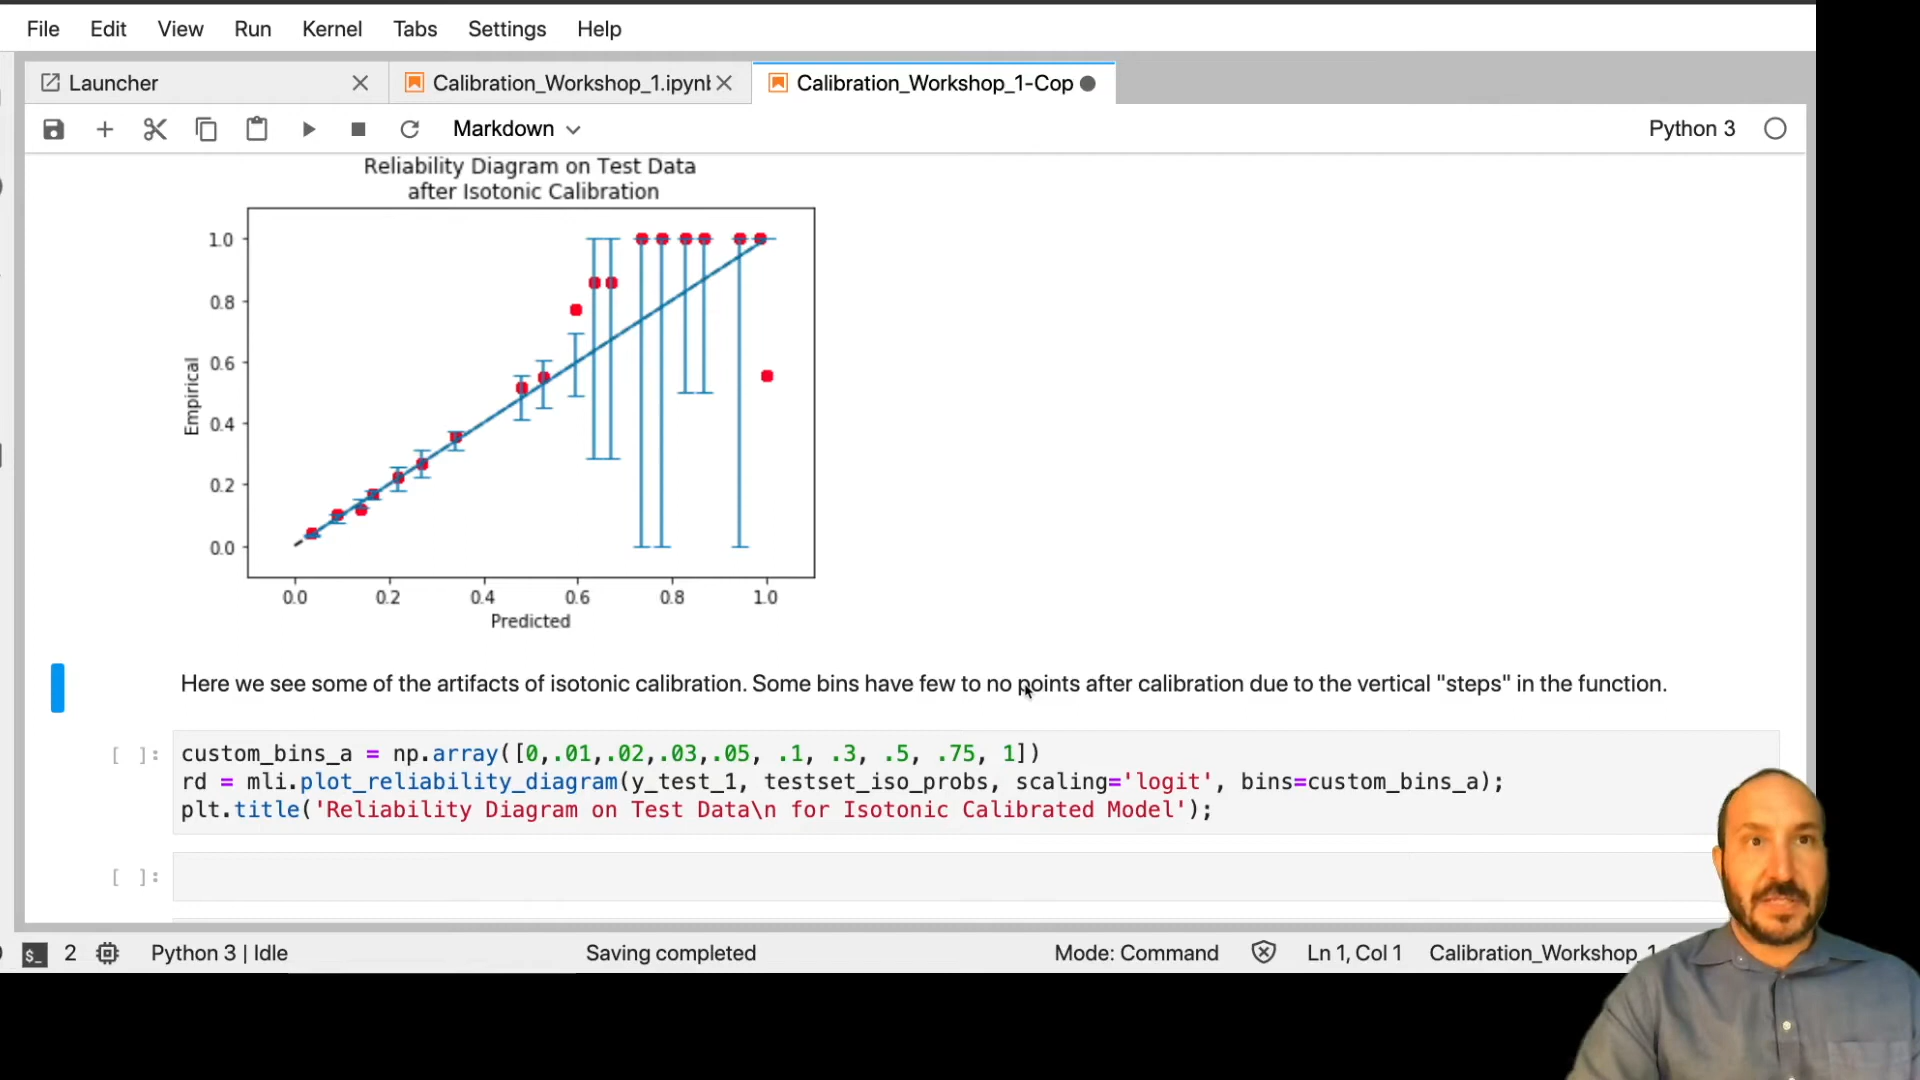 File Edit View Run Kernel Tabs Settings Help
Launcher Calibration_Workshop_1.ipynb Calibration_Workshop_1-Cop
Markdown Python 3
Reliability Diagram on Test Data
after Isotonic Calibration
1.0
0.8
0.6
0.4
0.2
0.0
Empirical
0.0 0.2 0.4 0.6 0.8 1.0
Predicted
Here we see some of the artifacts of isotonic calibration. Some bins have few to no points after calibration due to the vertical "steps" in the function.
[ ]: custom_bins_a = np.array([0,.01,.02,.03,.05, .1, .3, .5, .75, 1])
rd = mli.plot_reliability_diagram(y_test_1, testset_iso_probs, scaling='logit', bins=custom_bins_a);
plt.title('Reliability Diagram on Test Data\n for Isotonic Calibrated Model');
[ ]:
$_ 2 Python 3 | Idle Saving completed Mode: Command Ln 1, Col 1 Calibration_Workshop_1